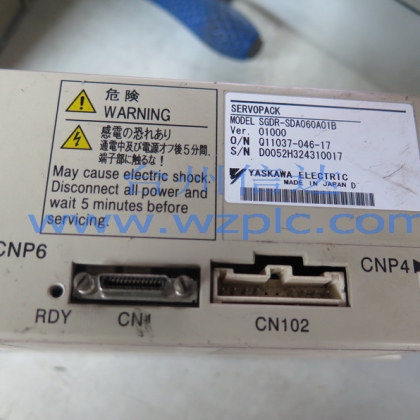 危険
WARNING
感電の恐れあり
通電中及び電源オフ後5分間、
端子部に触るな!
May cause electric shock.
Disconnect all power and
wait 5 minutes before
servicing.
SERVOPACK
MODEL SGDR-SDA060A01B
Ver. 01000
O/N Q11037-046-17
S/N D0052H324310017
YASKAWA ELECTRIC
MADE IN JAPAN D
www.wzplc.com
CNP6
CNP4
RDY
CN1
CN102